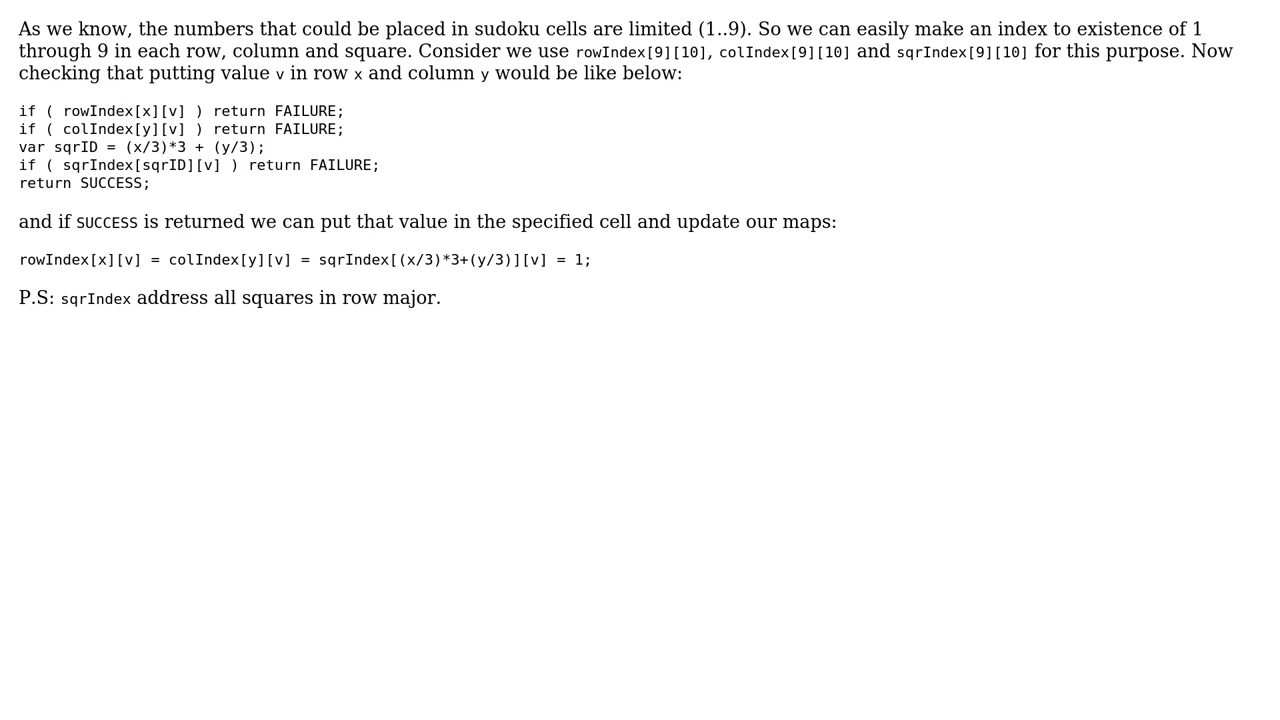 As we know, the numbers that could be placed in sudoku cells are limited (1..9). So we can easily make an index to existence of 1
through 9 in each row, column and square. Consider we use rowIndex[9][10], colIndex[9][10] and sqrIndex[9][10] for this purpose. Now
checking that putting value v in row x and column y would be like below:
if ( rowIndex[x][v] ) return FAILURE;
if ( colIndex[y][v] ) return FAILURE;
var sqrID = (x/3)*3 + (y/3);
if ( sqrIndex[sqrID][v] ) return FAILURE;
return SUCCESS;
and if SUCCESS is returned we can put that value in the specified cell and update our maps:
rowIndex[x][v] = colIndex[y][v] = sqrIndex[(x/3)*3+(y/3)][v] = 1;
P.S: sqrIndex address all squares in row major.